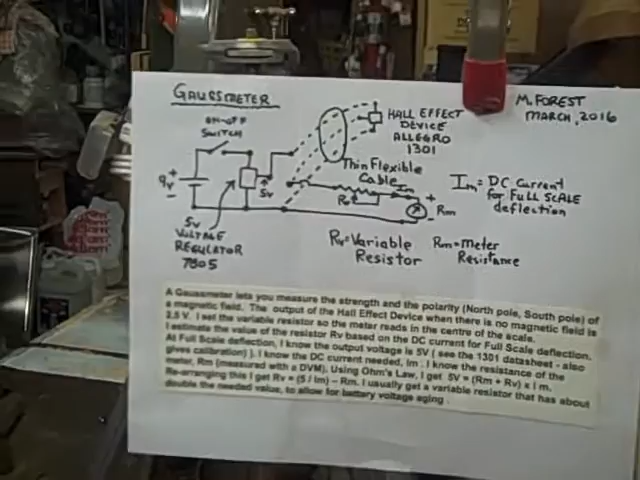 GAUSSMETER
M. FOREST
MARCH, 2016
ON-OFF
SWITCH
HALL EFFECT
DEVICE
ALLEGRO
1301
Thin Flexible
Cable
9v
+
-
5v
Rv
Im
+
-
Rm
Im = DC Current
for FULL SCALE
deflection
5v
VOLTAGE
REGULATOR
7805
Rv=Variable
Resistor
Rm=meter
Resistance
A Gaussmeter lets you measure the strength and the polarity (North pole, South pole) of
a magnetic field. The output of the Hall Effect Device when there is no magnetic field is
2.5 V. I set the variable resistor so the meter reads in the centre of the scale.
I estimate the value of the resistor Rv based on the DC current for Full Scale deflection.
At Full Scale deflection, I know the output voltage is 5V ( see the 1301 datasheet - also
gives calibration) ). I know the DC current needed, Im . I know the resistance of the
meter, Rm (measured with a DVM). Using Ohm's Law, I get 5V = (Rm + Rv) x I m.
Re-arranging this I get Rv = (5 / Im) – Rm. I usually get a variable resistor that has about
double the needed value, to allow for battery voltage aging .